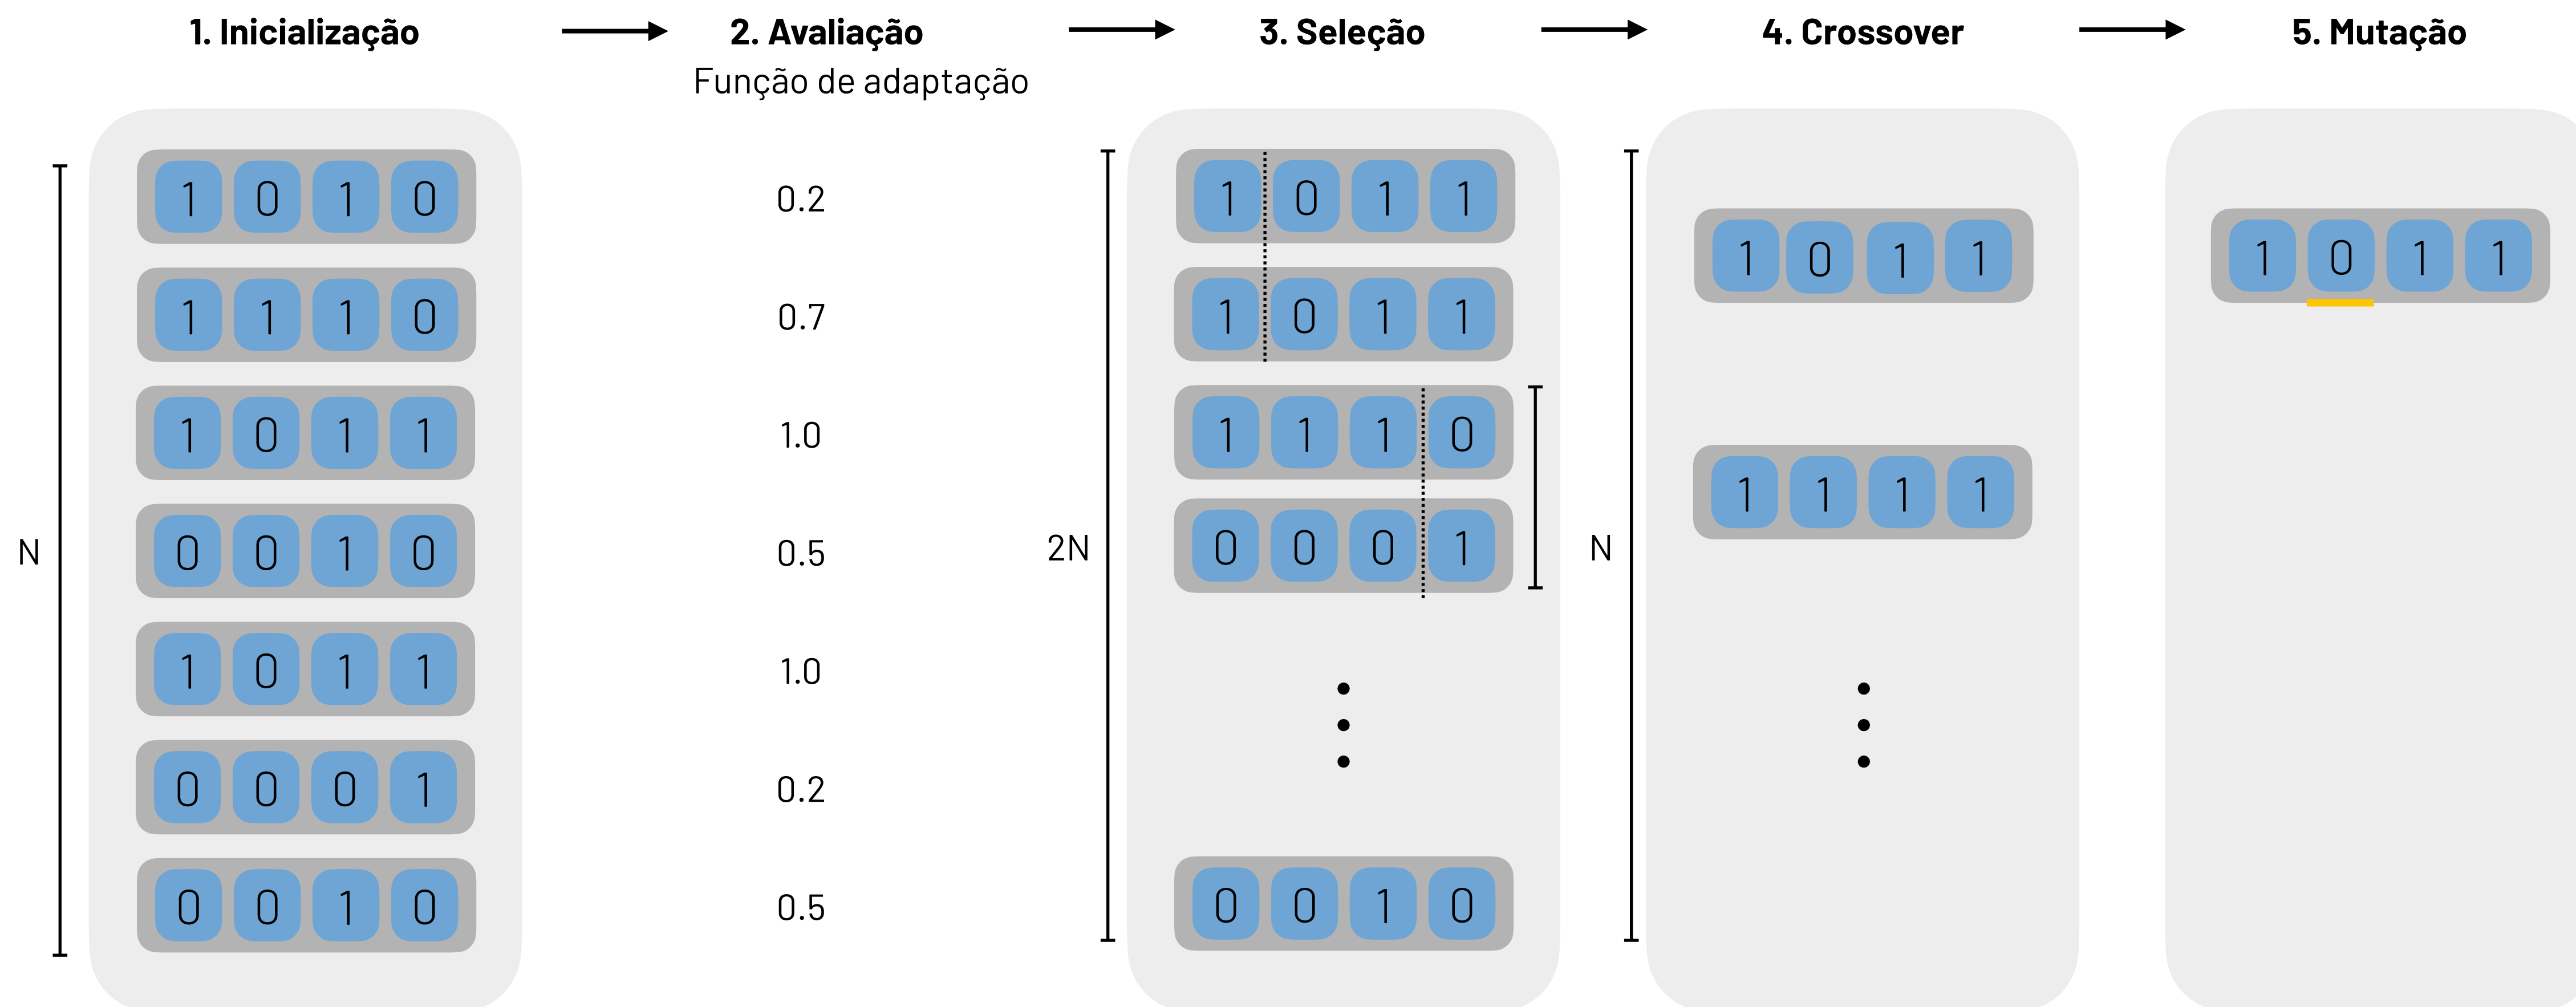 1. Inicialização
2. Avaliação
3. Seleção
4. Crossover
5. Mutação
Função de adaptação
N
1 0 1 0
1 1 1 0
1 0 1 1
0 0 1 0
1 0 1 1
0 0 0 1
0 0 1 0
0.2
0.7
1.0
0.5
1.0
0.2
0.5
2N
1 0 1 1
1 0 1 1
1 1 1 0
0 0 0 1
0 0 1 0
N
1 0 1 1
1 1 1 1
1 0 1 1